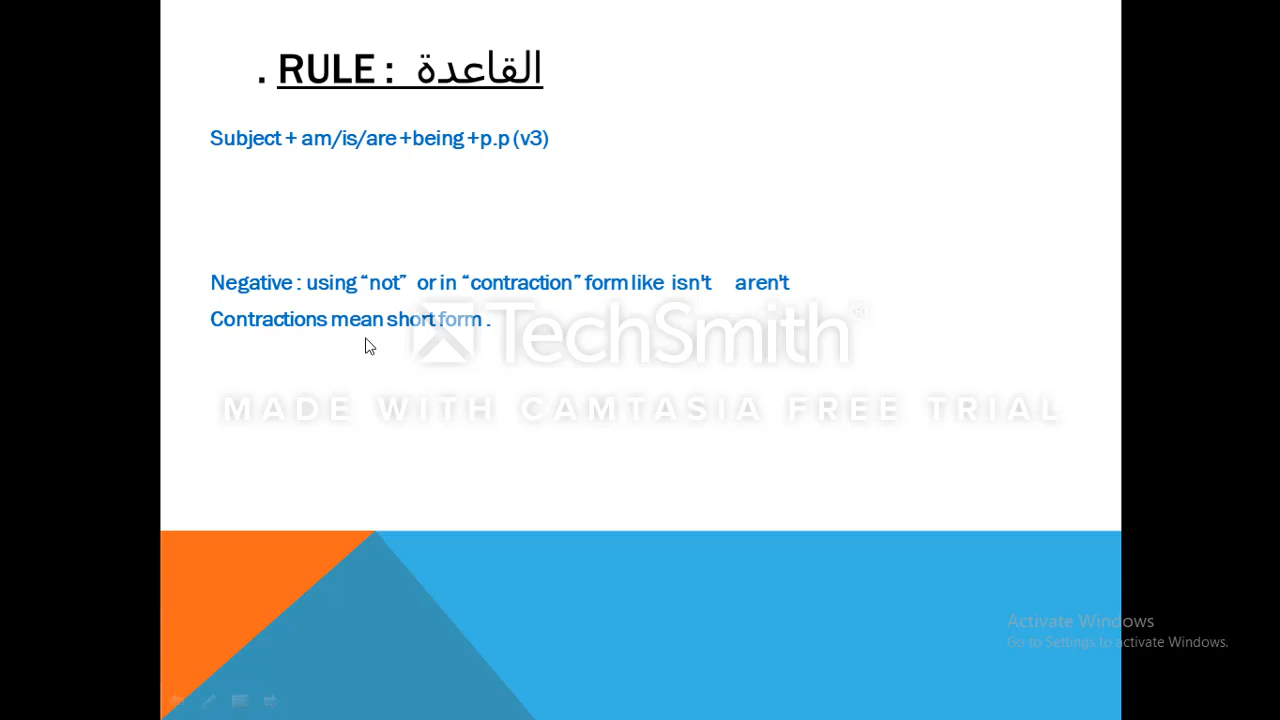 . RULE : القاعدة
Subject + am/is/are +being +p.p (v3)
Negative : using “not” or in “contraction” form like isn't aren't
Contractions mean short form .
TechSmith
MADE WITH CAMTASIA FREE TRIAL
Activate Windows
Go to Settings to activate Windows.